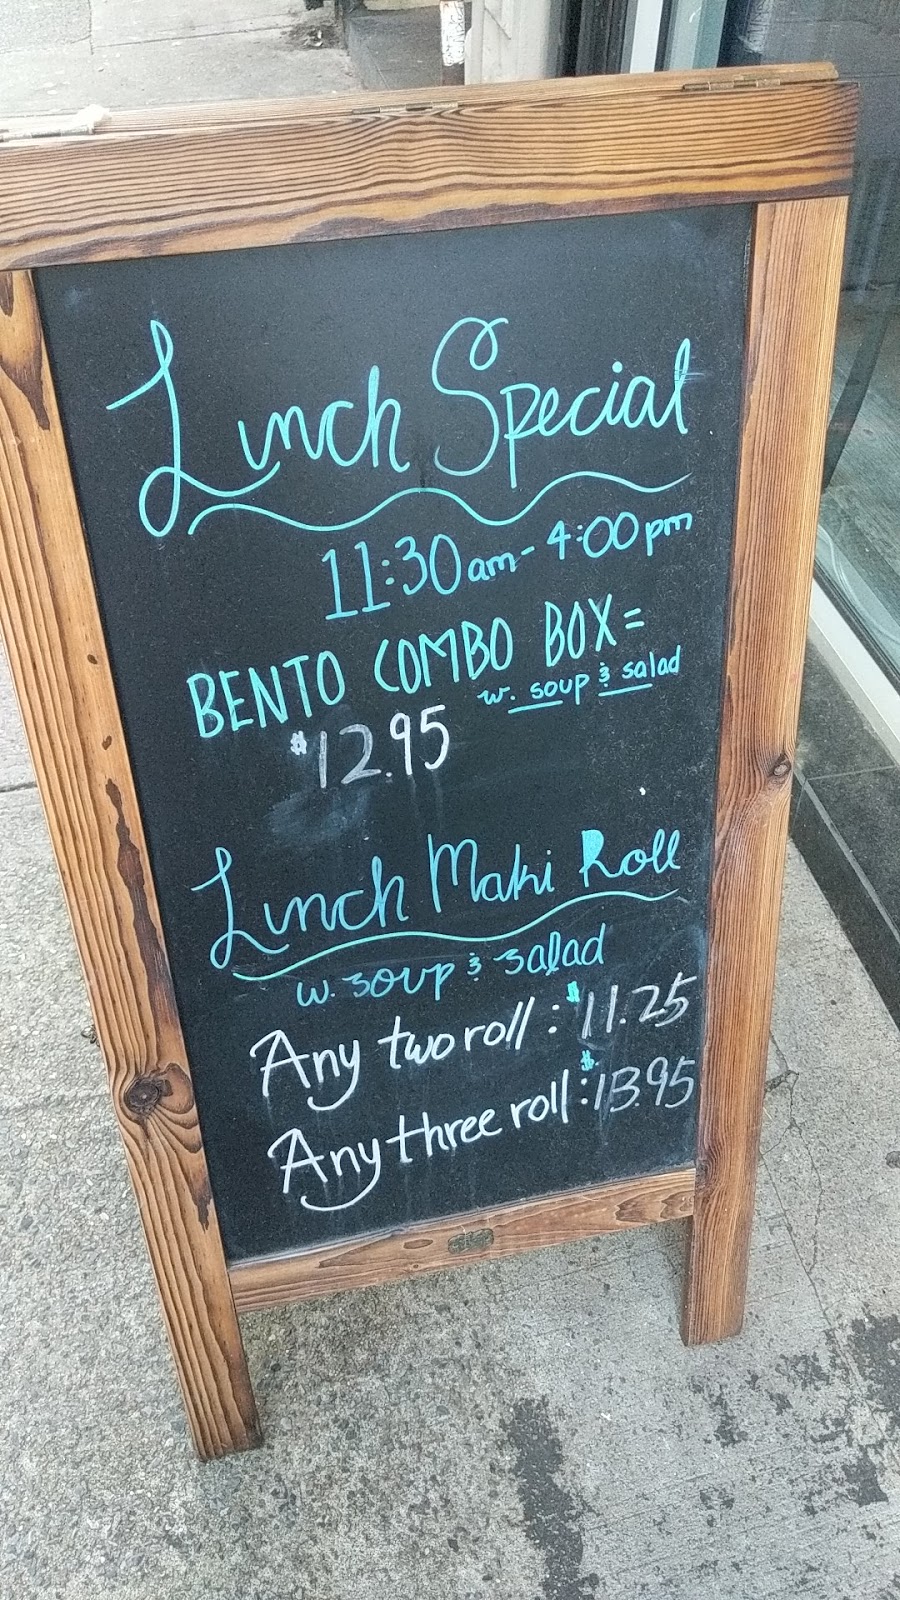 Lunch Special
11:30am - 4:00pm
BENTO COMBO BOX =
w. soup & salad
$12.95
Lunch Maki Roll
w. soup & salad
Any two roll : $11.25
Any three roll : $13.95